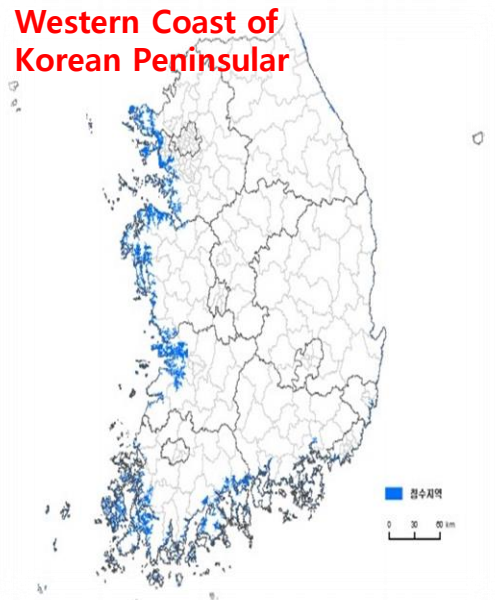 Western Coast of
Korean Peninsular
침수지역
0 30 60 km